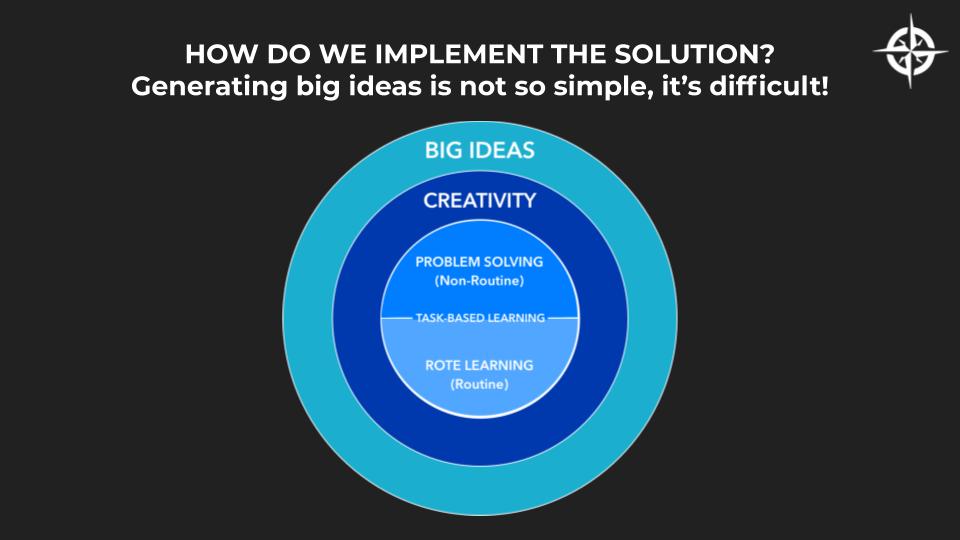 HOW DO WE IMPLEMENT THE SOLUTION?
Generating big ideas is not so simple, it’s difficult!
BIG IDEAS
CREATIVITY
PROBLEM SOLVING
(Non-Routine)
TASK-BASED LEARNING
ROTE LEARNING
(Routine)